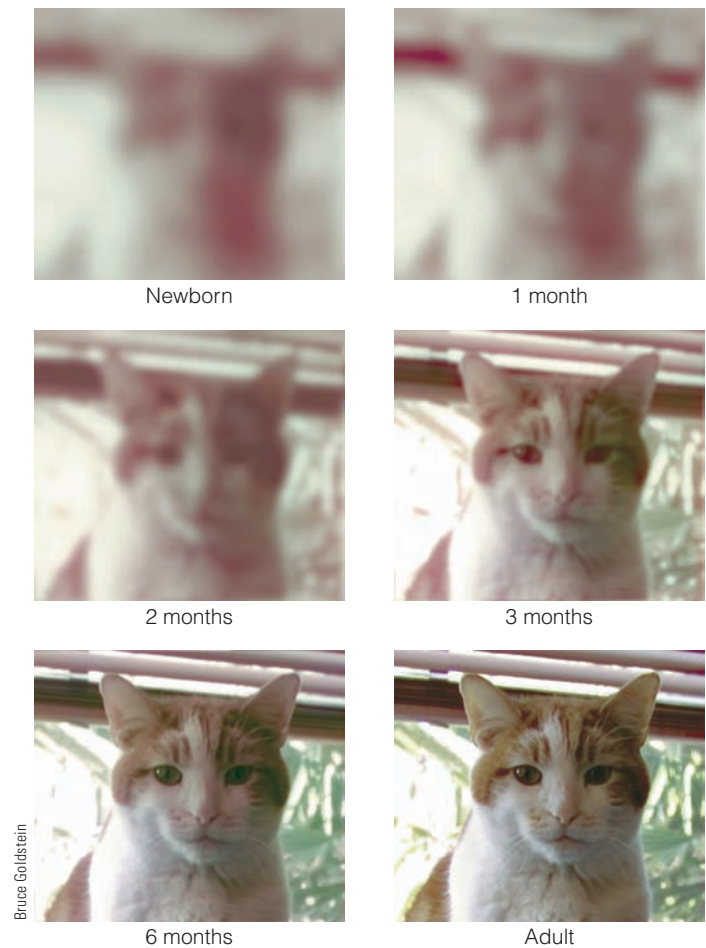 Newborn
1 month
2 months
3 months
Bruce Goldstein
6 months
Adult